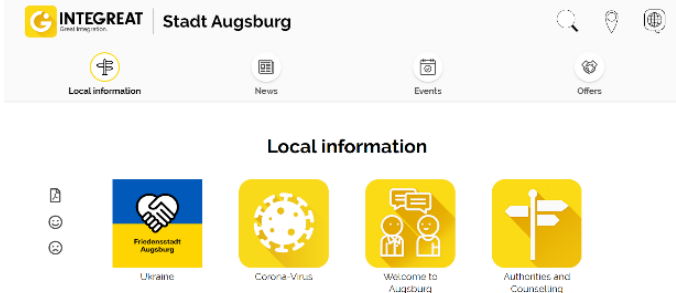 INTEGREAT
Great Integration.
Stadt Augsburg
Local information
News
Events
Offers
Local information
Friedensstadt
Augsburg
Ukraine
Corona-Virus
Welcome to
Augsburg
Authorities and
Counselling